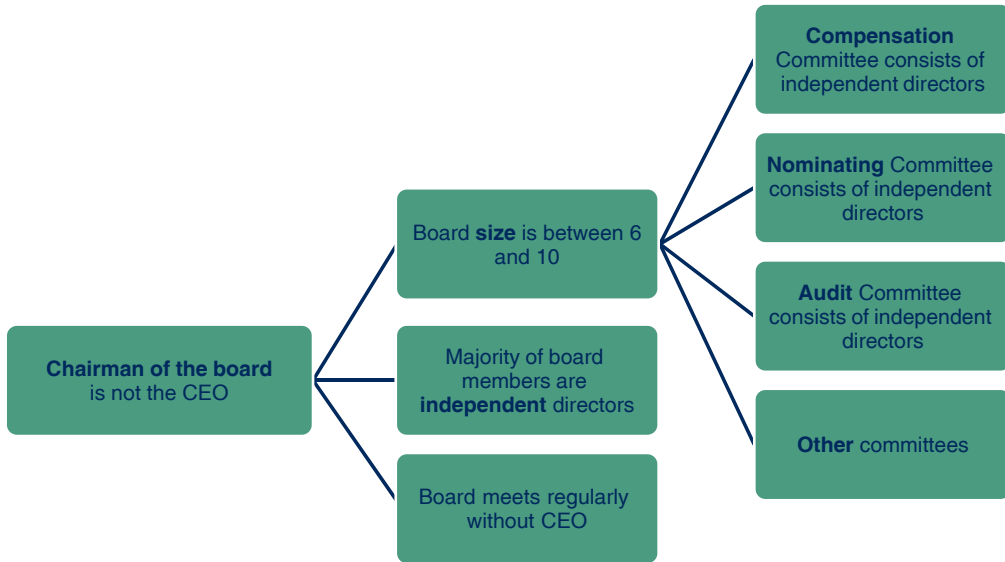 Chairman of the board
is not the CEO
Board size is between 6
and 10
Majority of board
members are
independent directors
Board meets regularly
without CEO
Compensation
Committee consists of
independent directors
Nominating Committee
consists of independent
directors
Audit Committee
consists of independent
directors
Other committees